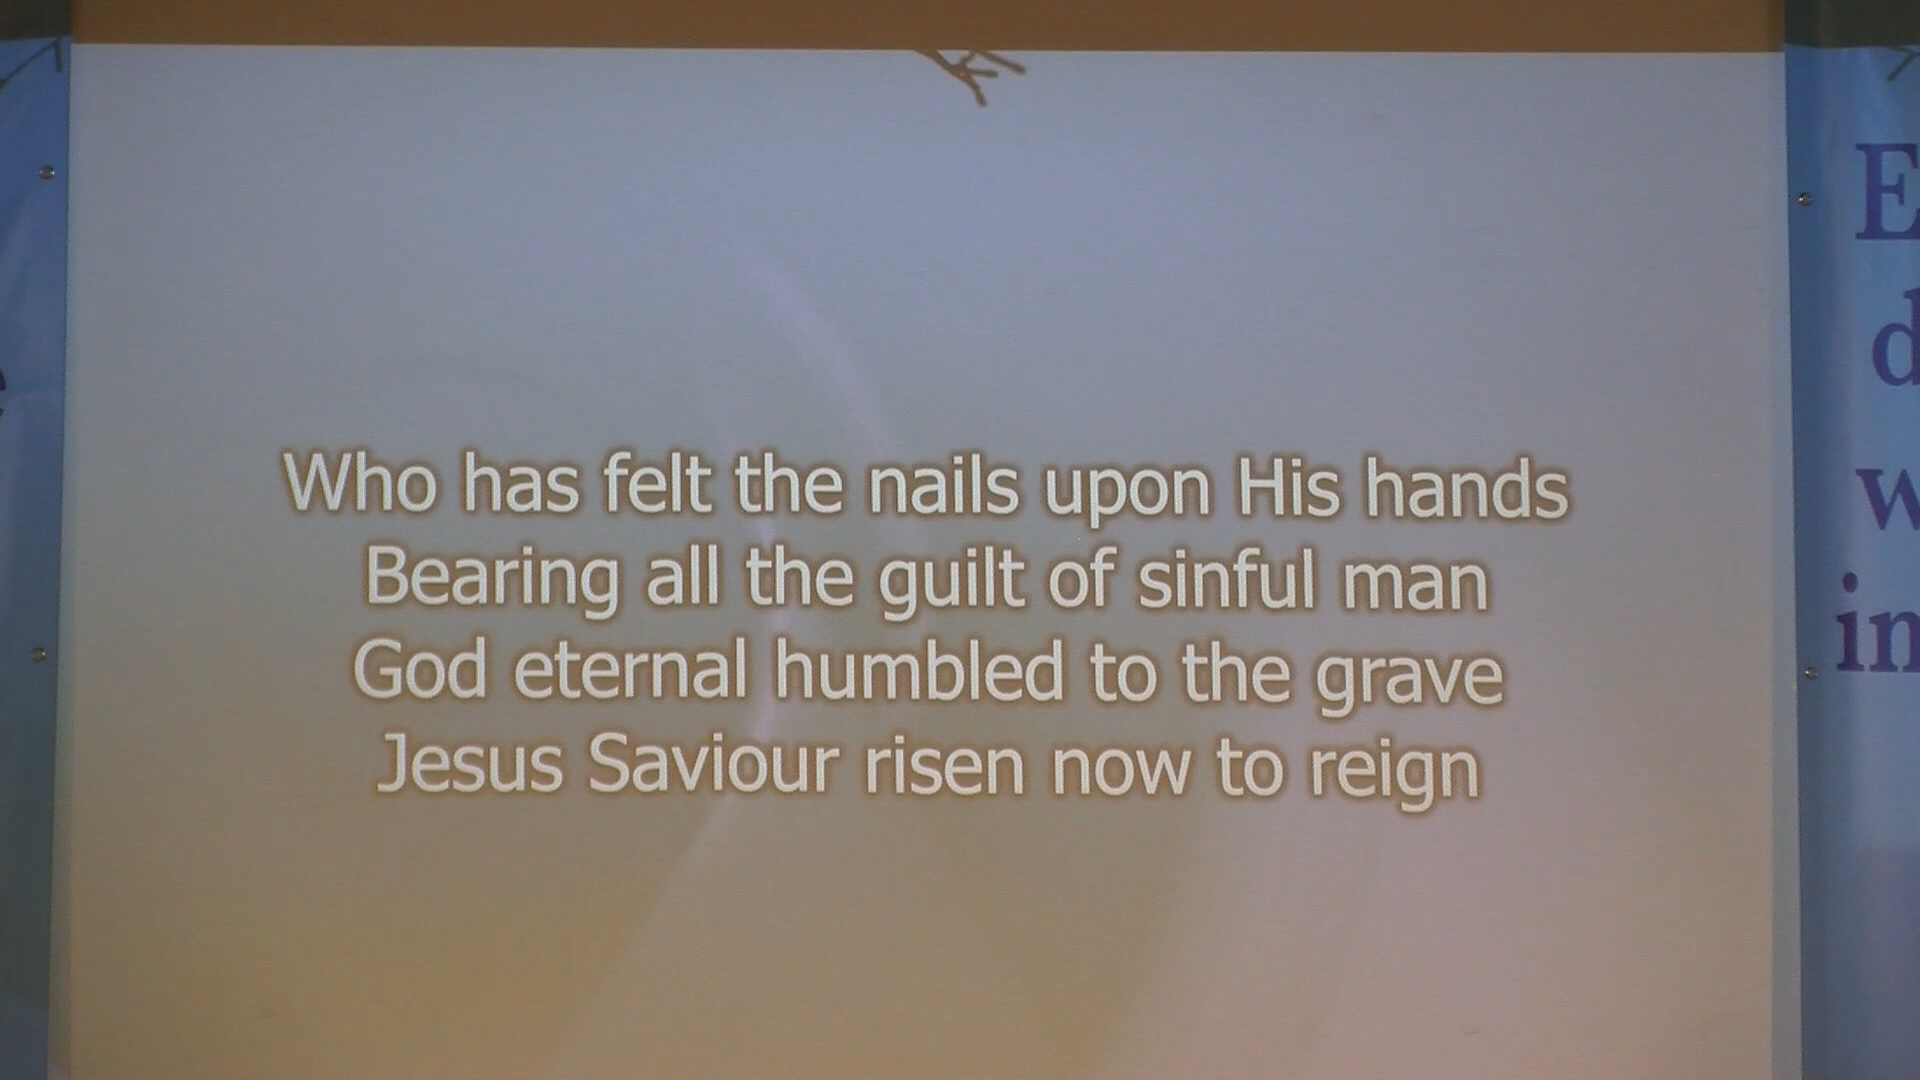 Who has felt the nails upon His hands
Bearing all the guilt of sinful man
God eternal humbled to the grave
Jesus Saviour risen now to reign